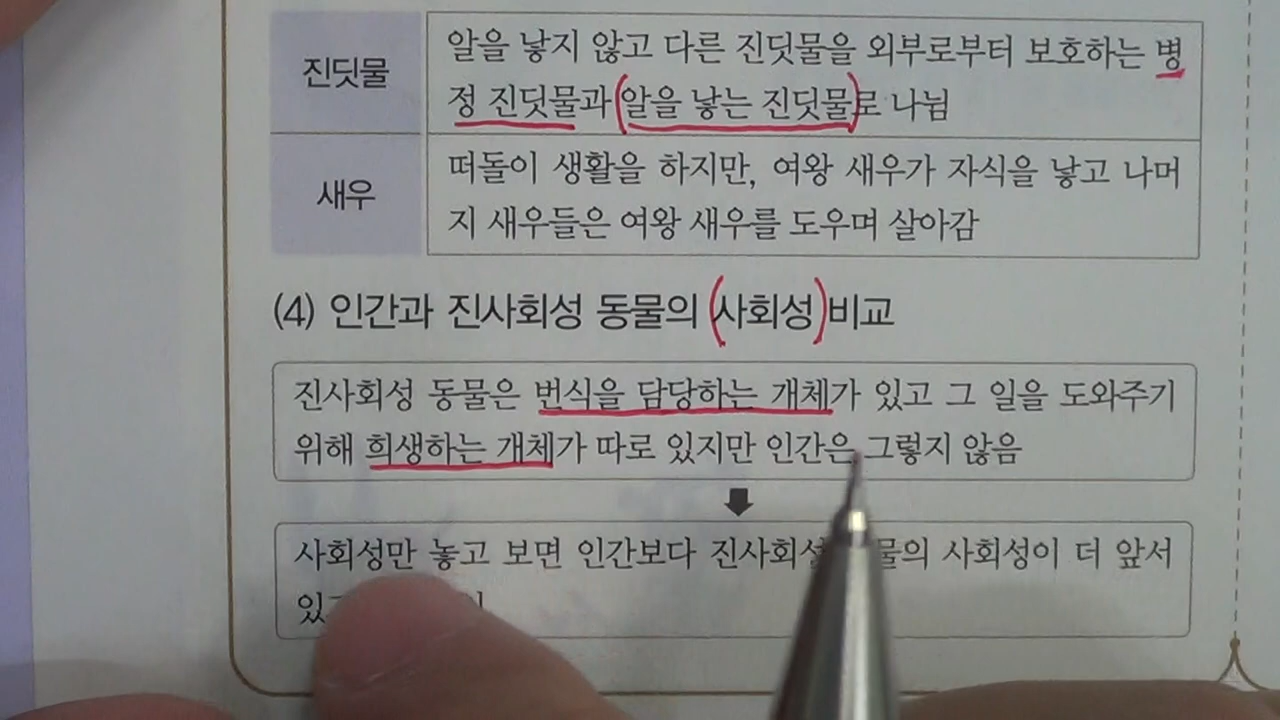 진딧물
알을 낳지 않고 다른 진딧물을 외부로부터 보호하는 병
정 진딧물과 (알을 낳는 진딧물)로 나뉨
새우
떠돌이 생활을 하지만, 여왕 새우가 자식을 낳고 나머
지 새우들은 여왕 새우를 도우며 살아감
(4) 인간과 진사회성 동물의 (사회성) 비교
진사회성 동물은 번식을 담당하는 개체가 있고 그 일을 도와주기
위해 희생하는 개체가 따로 있지만 인간은 그렇지 않음
사회성만 놓고 보면 인간보다 사회성이 더 앞서